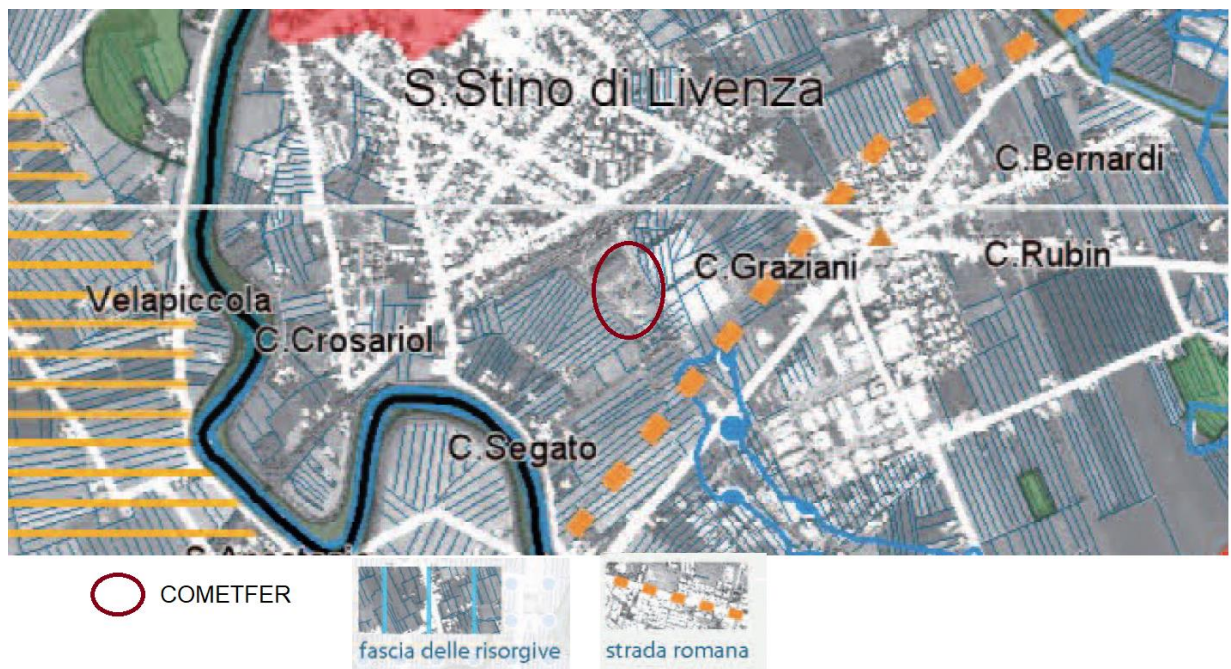 S.Stino di Livenza
C.Bernardi
C.Graziani
C.Rubin
Velapiccola
C.Crosariol
C.Segato
COMETFER
fascia delle risorgive
strada romana